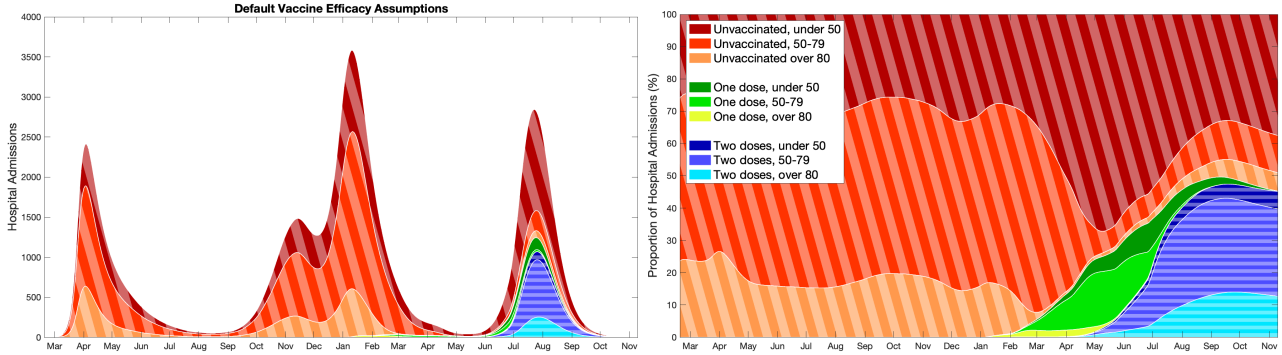 Default Vaccine Efficacy Assumptions
Hospital Admissions
4000
3500
3000
2500
2000
1500
1000
500
0
Mar Apr May Jun Jul Aug Sep Oct Nov Dec Jan Feb Mar Apr May Jun Jul Aug Sep Oct Nov
Proportion of Hospital Admissions (%)
100
90
80
70
60
50
40
30
20
10
0
Unvaccinated, under 50
Unvaccinated, 50-79
Unvaccinated over 80
One dose, under 50
One dose, 50-79
One dose, over 80
Two doses, under 50
Two doses, 50-79
Two doses, over 80
Mar Apr May Jun Jul Aug Sep Oct Nov Dec Jan Feb Mar Apr May Jun Jul Aug Sep Oct Nov